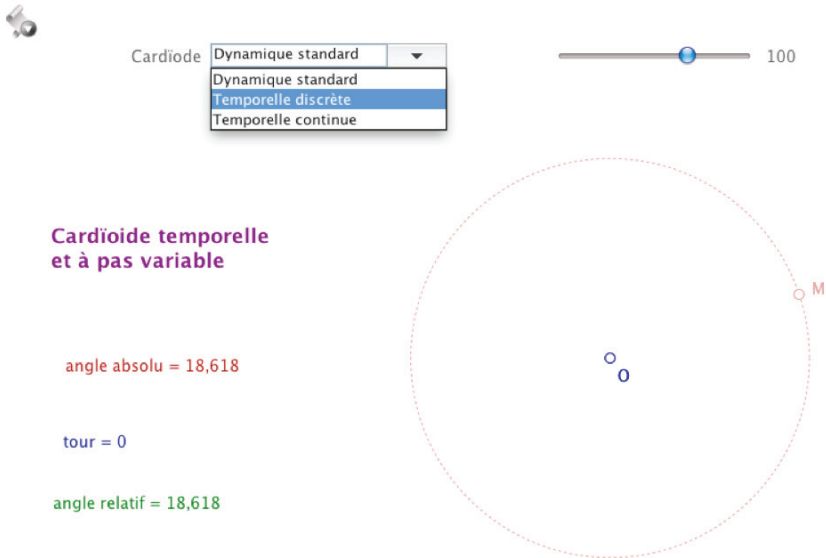 Cardïode Dynamique standard 100
Dynamique standard
Temporelle discrète
Temporelle continue
Cardïoide temporelle
et à pas variable
M
angle absolu = 18,618
O
tour = 0
angle relatif = 18,618